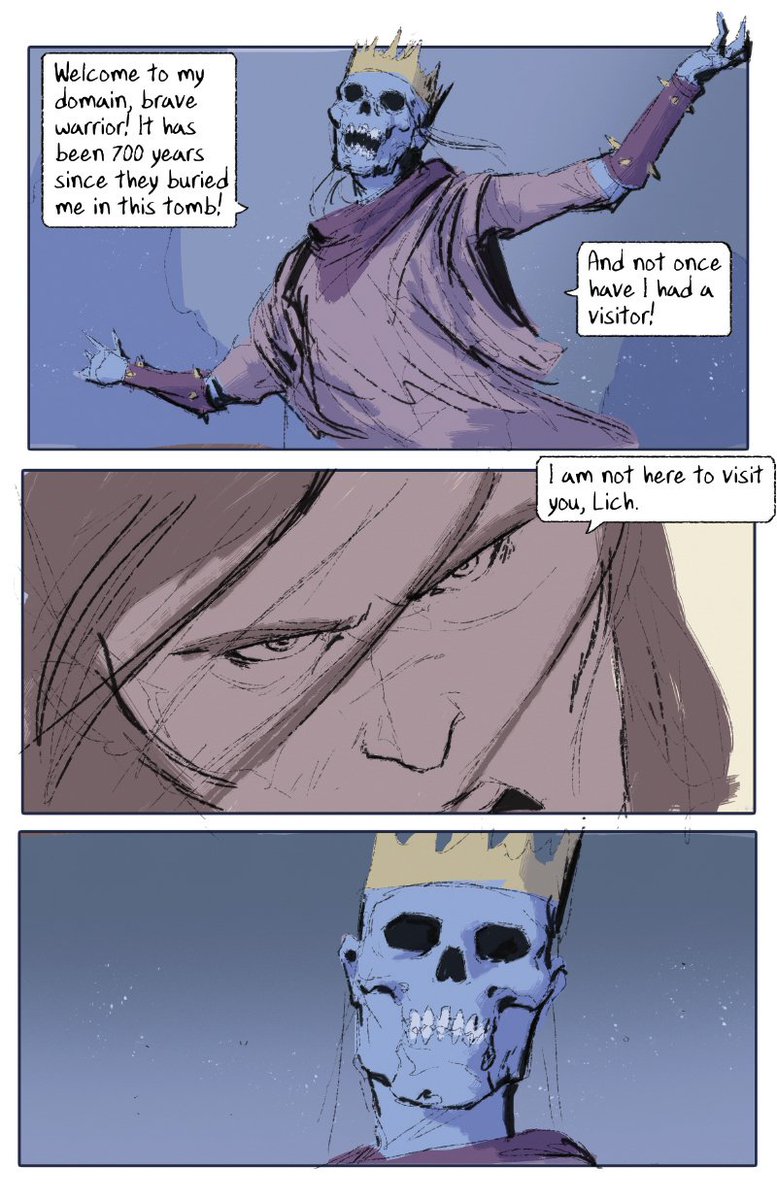 Welcome to my
domain, brave
warrior! It has
been 700 years
since they buried
me in this tomb!
And not once
have I had a
visitor!
I am not here to visit
you, Lich.